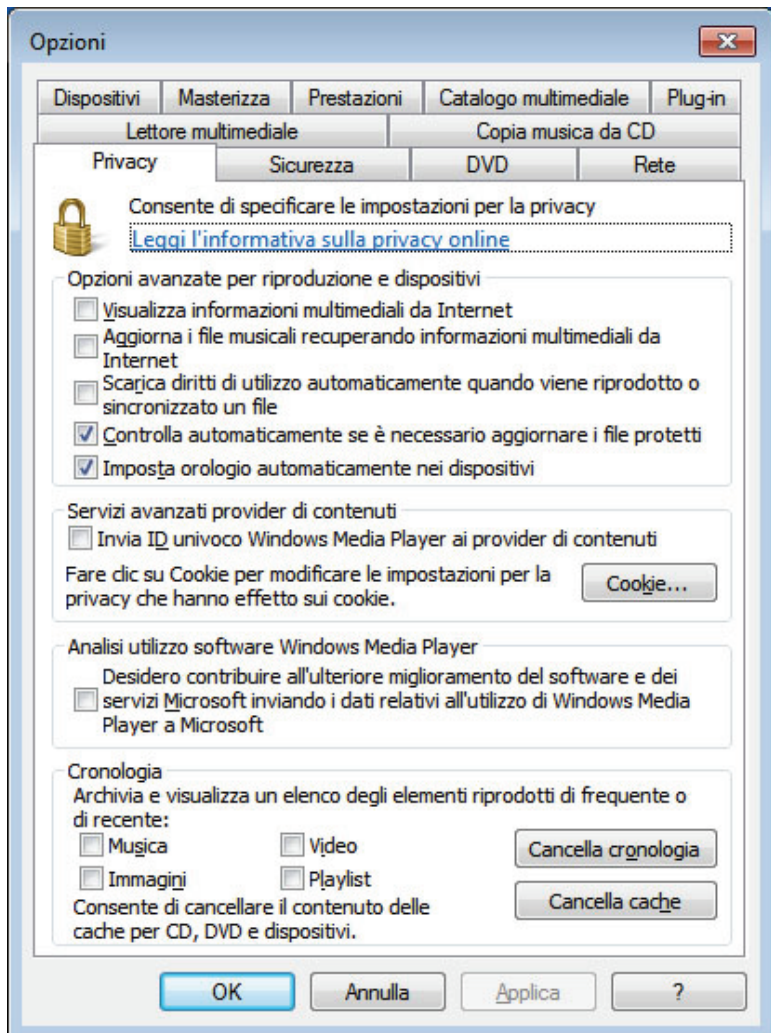 Opzioni
Dispositivi Masterizza Prestazioni Catalogo multimediale Plug-in
Lettore multimediale Copia musica da CD
Privacy Sicurezza DVD Rete
Consente di specificare le impostazioni per la privacy
Leggi l'informativa sulla privacy online
Opzioni avanzate per riproduzione e dispositivi
Visualizza informazioni multimediali da Internet
Aggiorna i file musicali recuperando informazioni multimediali da
Internet
Scarica diritti di utilizzo automaticamente quando viene riprodotto o
sincronizzato un file
Controlla automaticamente se è necessario aggiornare i file protetti
Imposta orologio automaticamente nei dispositivi
Servizi avanzati provider di contenuti
Invia ID univoco Windows Media Player ai provider di contenuti
Fare clic su Cookie per modificare le impostazioni per la
privacy che hanno effetto sui cookie.
Cookie...
Analisi utilizzo software Windows Media Player
Desidero contribuire all'ulteriore miglioramento del software e dei
servizi Microsoft inviando i dati relativi all'utilizzo di Windows Media
Player a Microsoft
Cronologia
Archivia e visualizza un elenco degli elementi riprodotti di frequente o
di recente:
Musica Video Cancella cronologia
Immagini Playlist
Consente di cancellare il contenuto delle
cache per CD, DVD e dispositivi.
Cancella cache
OK Annulla Applica ?